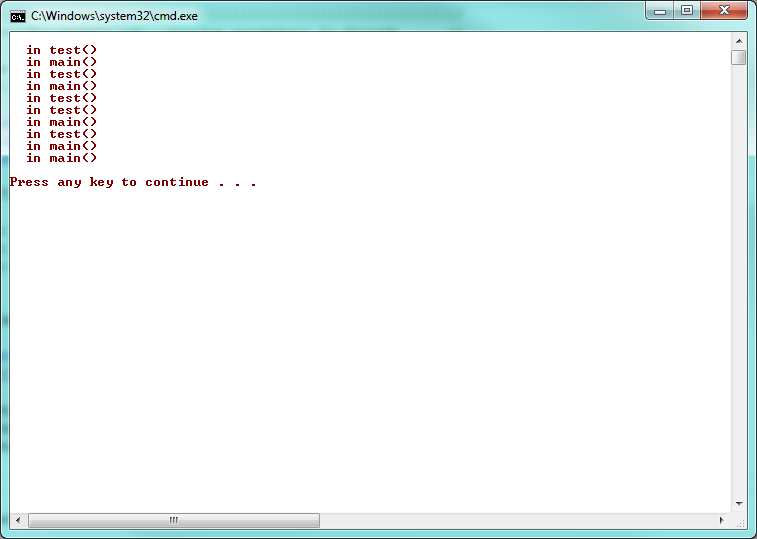 C:\Windows\system32\cmd.exe
in test()
in main()
in test()
in main()
in test()
in test()
in main()
in test()
in main()
in main()
Press any key to continue . . .